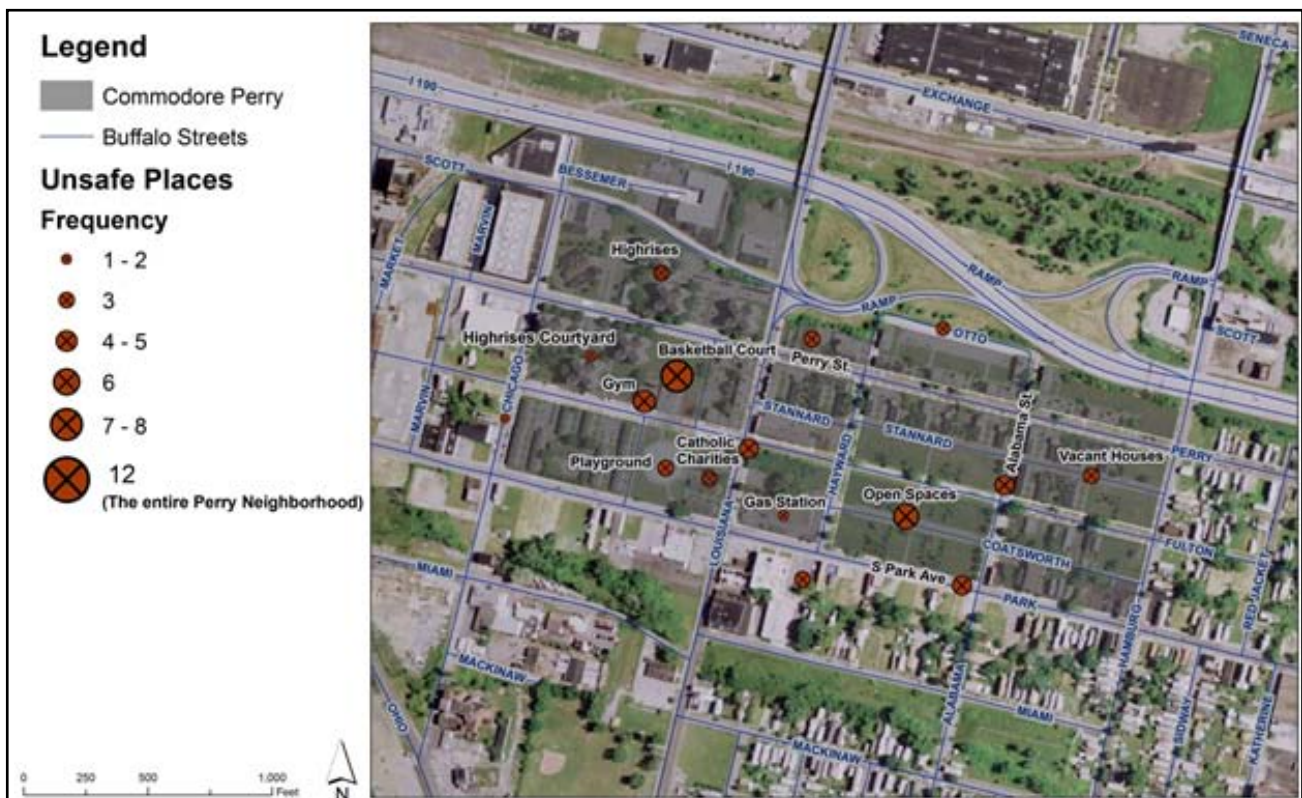 Legend
Commodore Perry
Buffalo Streets
Unsafe Places
Frequency
1 - 2
3
4 - 5
6
7 - 8
12
(The entire Perry Neighborhood)
0 250 500 1,000
Feet
N
SENECA
I 190
EXCHANGE
SCOTT
BESSEMER
I 190
MARVIN
MARKET
Highrises
RAMP
RAMP
RAMP
OTTO
SCOTT
Highrises Courtyard
Basketball Court
Perry St.
CHICAGO
Gym
MARVIN
STANNARD
STANNARD
Alabama St
PERRY
Catholic
Charities
Playground
HAYWARD
Vacant Houses
Gas Station
Open Spaces
LOUISIANA
COATSWORTH
FULTON
MIAMI
S Park Ave
PARK
RED JACKET
HAMBURG
MACKINAW
ALABAMA
MIAMI
SIDWAY
KATHERINE
OHIO
MACKINAW